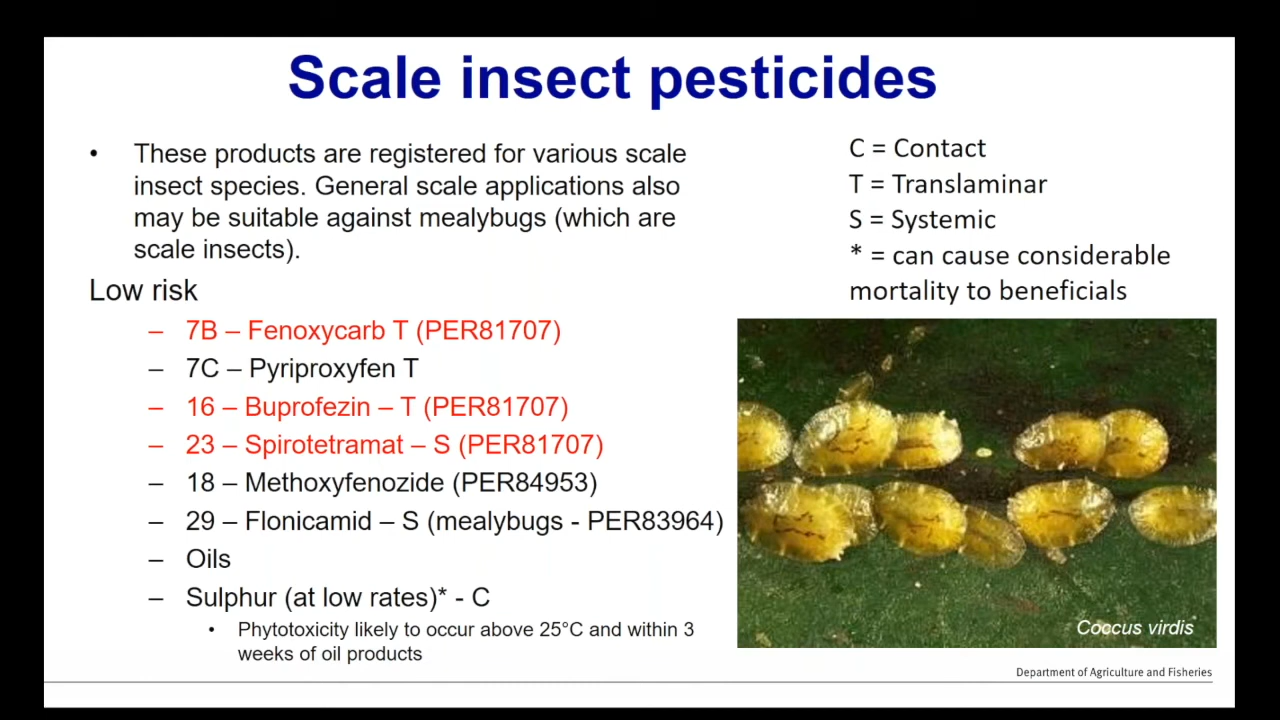 Scale insect pesticides
• These products are registered for various scale
insect species. General scale applications also
may be suitable against mealybugs (which are
scale insects).
Low risk
– 7B – Fenoxycarb T (PER81707)
– 7C – Pyriproxyfen T
– 16 – Buprofezin – T (PER81707)
– 23 – Spirotetramat – S (PER81707)
– 18 – Methoxyfenozide (PER84953)
– 29 – Flonicamid – S (mealybugs - PER83964)
– Oils
– Sulphur (at low rates)* - C
• Phytotoxicity likely to occur above 25°C and within 3
weeks of oil products
C = Contact
T = Translaminar
S = Systemic
* = can cause considerable
mortality to beneficials
Coccus virdis
Department of Agriculture and Fisheries